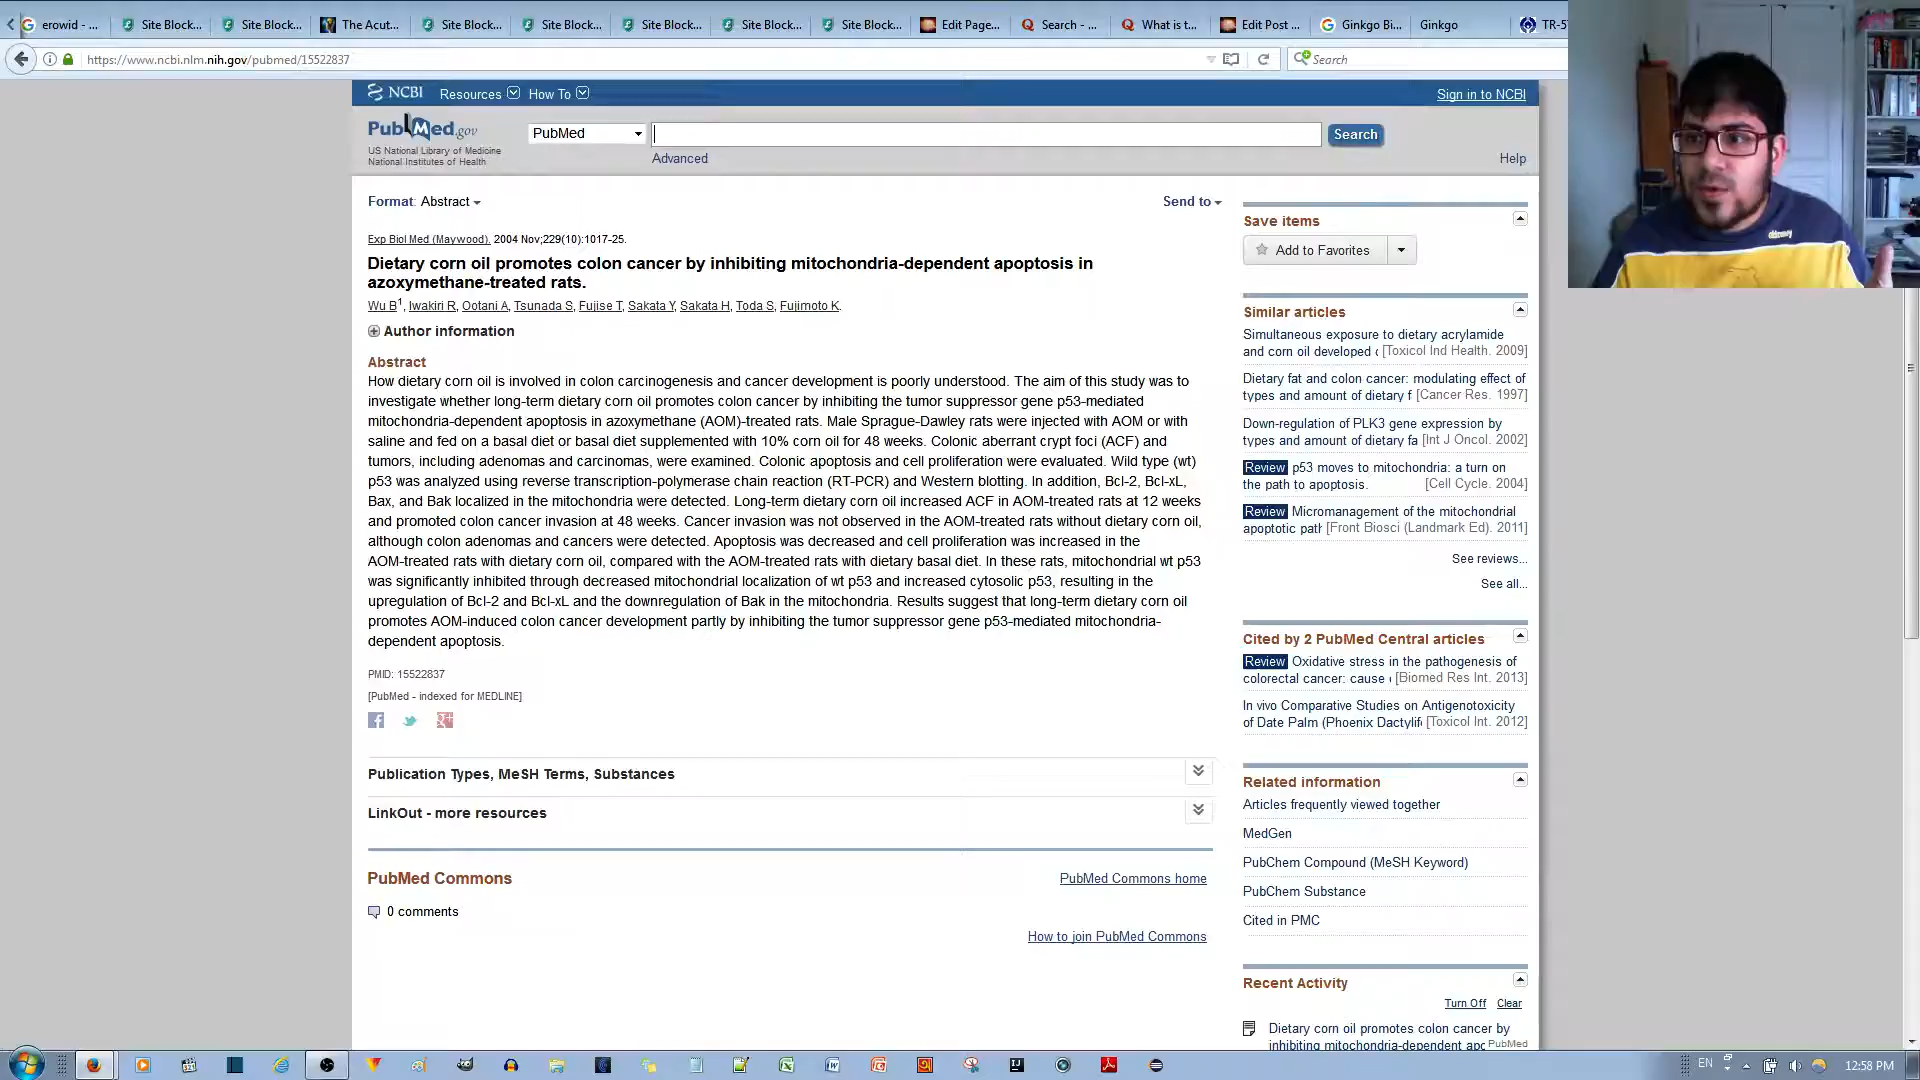 erowid - ...
Site Block...
Site Block...
The Acut...
Site Block...
Site Block...
Site Block...
Site Block...
Site Block...
Edit Page...
Search - ...
What is t...
Edit Post ...
Ginkgo Bi...
Ginkgo
TR-5
https://www.ncbi.nlm.nih.gov/pubmed/15522837
Search
NCBI
Resources
How To
Sign in to NCBI
PubMed.gov
US National Library of Medicine
National Institutes of Health
PubMed
Search
Advanced
Help
Format: Abstract
Send to
Exp Biol Med (Maywood). 2004 Nov;229(10):1017-25.
Dietary corn oil promotes colon cancer by inhibiting mitochondria-dependent apoptosis in
azoxymethane-treated rats.
Wu B1, Iwakiri R, Ootani A, Tsunada S, Fujise T, Sakata Y, Sakata H, Toda S, Fujimoto K.
Author information
Abstract
How dietary corn oil is involved in colon carcinogenesis and cancer development is poorly understood. The aim of this study was to
investigate whether long-term dietary corn oil promotes colon cancer by inhibiting the tumor suppressor gene p53-mediated
mitochondria-dependent apoptosis in azoxymethane (AOM)-treated rats. Male Sprague-Dawley rats were injected with AOM or with
saline and fed on a basal diet or basal diet supplemented with 10% corn oil for 48 weeks. Colonic aberrant crypt foci (ACF) and
tumors, including adenomas and carcinomas, were examined. Colonic apoptosis and cell proliferation were evaluated. Wild type (wt)
p53 was analyzed using reverse transcription-polymerase chain reaction (RT-PCR) and Western blotting. In addition, Bcl-2, Bcl-xL,
Bax, and Bak localized in the mitochondria were detected. Long-term dietary corn oil increased ACF in AOM-treated rats at 12 weeks
and promoted colon cancer invasion at 48 weeks. Cancer invasion was not observed in the AOM-treated rats without dietary corn oil,
although colon adenomas and cancers were detected. Apoptosis was decreased and cell proliferation was increased in the
AOM-treated rats with dietary corn oil, compared with the AOM-treated rats with dietary basal diet. In these rats, mitochondrial wt p53
was significantly inhibited through decreased mitochondrial localization of wt p53 and increased cytosolic p53, resulting in the
upregulation of Bcl-2 and Bcl-xL and the downregulation of Bak in the mitochondria. Results suggest that long-term dietary corn oil
promotes AOM-induced colon cancer development partly by inhibiting the tumor suppressor gene p53-mediated mitochondria-
dependent apoptosis.
PMID: 15522837
[PubMed - indexed for MEDLINE]
Publication Types, MeSH Terms, Substances
LinkOut - more resources
PubMed Commons
PubMed Commons home
0 comments
How to join PubMed Commons
Save items
Add to Favorites
Similar articles
Simultaneous exposure to dietary acrylamide
and corn oil developed c [Toxicol Ind Health. 2009]
Dietary fat and colon cancer: modulating effect of
types and amount of dietary f [Cancer Res. 1997]
Down-regulation of PLK3 gene expression by
types and amount of dietary fa [Int J Oncol. 2002]
Review p53 moves to mitochondria: a turn on
the path to apoptosis. [Cell Cycle. 2004]
Review Micromanagement of the mitochondrial
apoptotic path [Front Biosci (Landmark Ed). 2011]
See reviews...
See all...
Cited by 2 PubMed Central articles
Review Oxidative stress in the pathogenesis of
colorectal cancer: cause [Biomed Res Int. 2013]
In vivo Comparative Studies on Antigenotoxicity
of Date Palm (Phoenix Dactylif [Toxicol Int. 2012]
Related information
Articles frequently viewed together
MedGen
PubChem Compound (MeSH Keyword)
PubChem Substance
Cited in PMC
Recent Activity
Turn Off Clear
Dietary corn oil promotes colon cancer by
inhibiting mitochondria-dependent apo PubMed
EN
12:58 PM